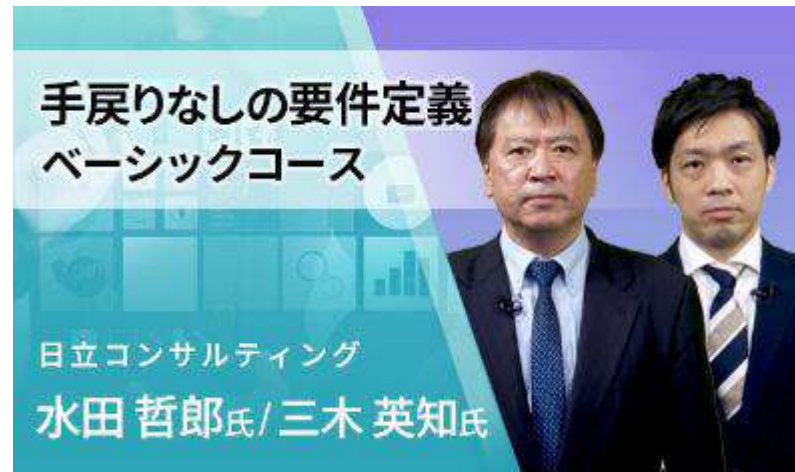 手戻りなしの要件定義
ベーシックコース
日立コンサルティング
水田 哲郎氏/三木 英知氏